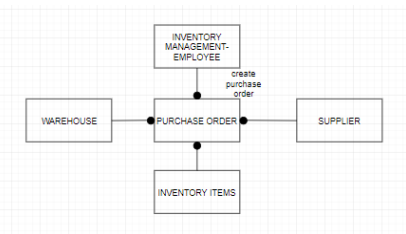 INVENTORY
MANAGEMENT-
EMPLOYEE
create
purchase
order
WAREHOUSE
PURCHASE ORDER
SUPPLIER
INVENTORY ITEMS